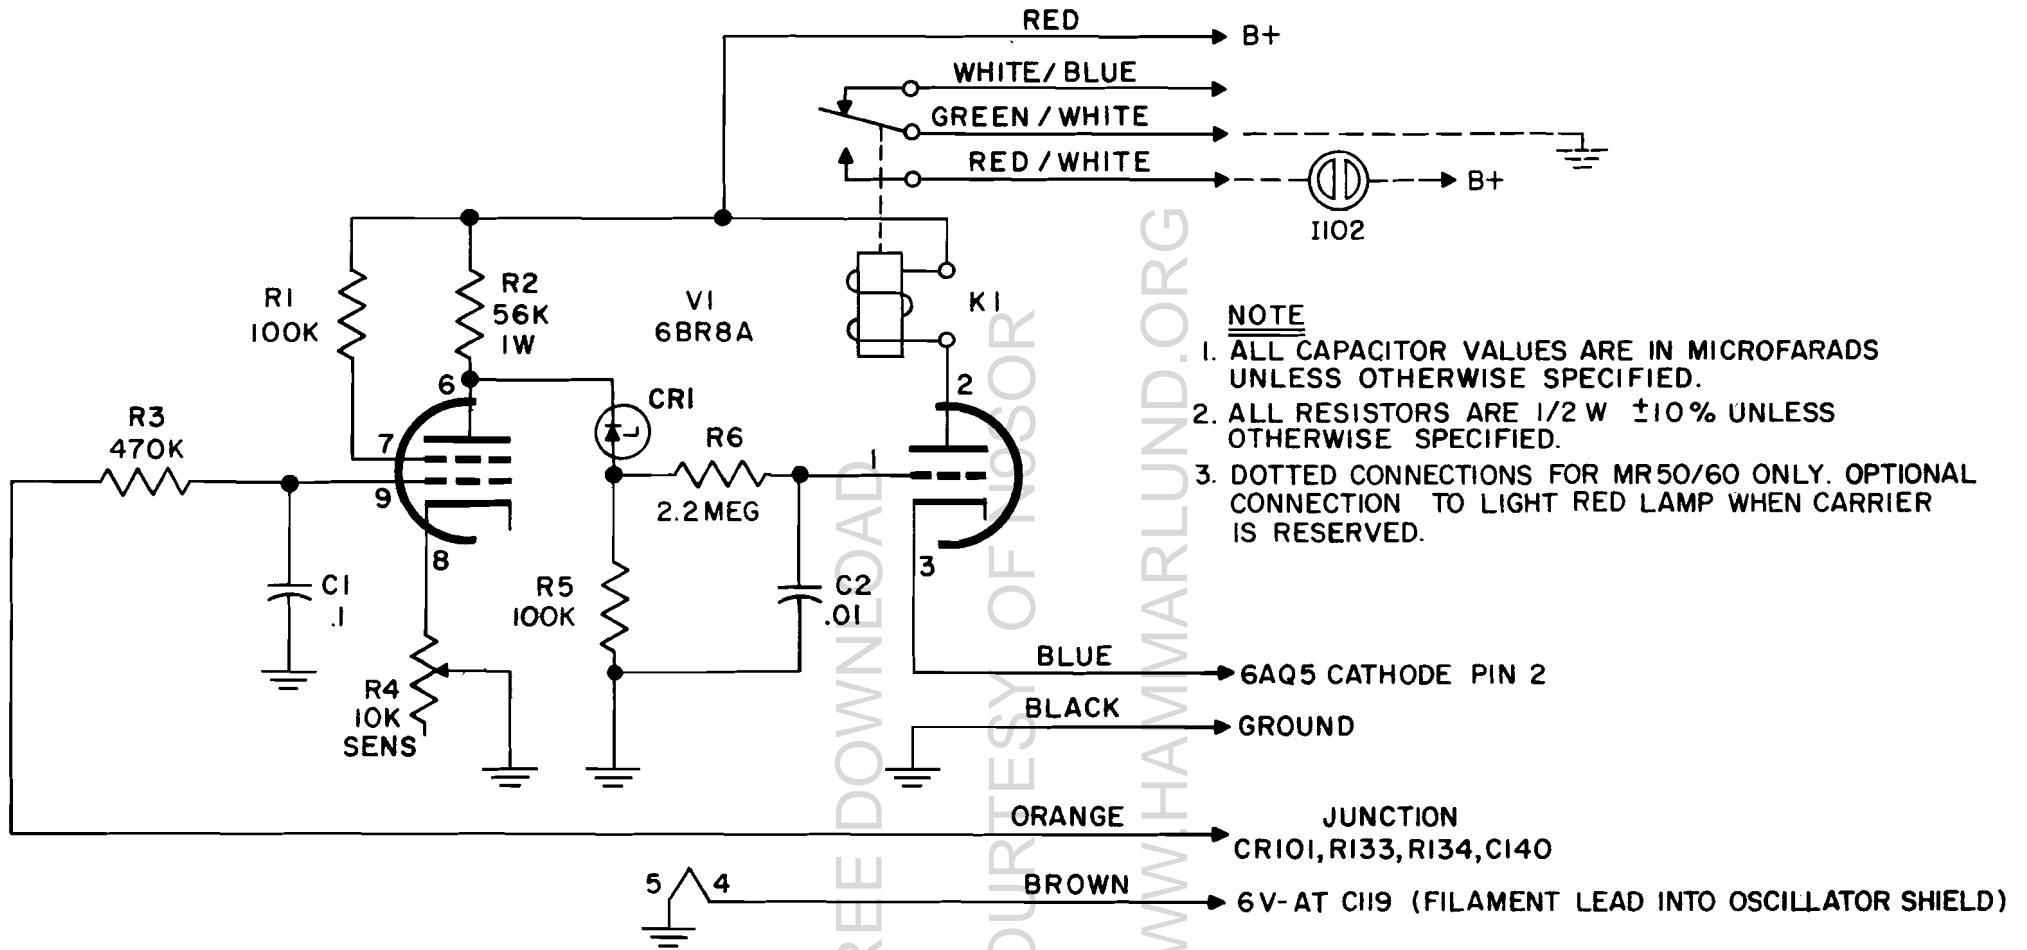 RED
B+
WHITE/BLUE
GREEN/WHITE
RED/WHITE
B+
I102
R1
100K
R2
56K
1W
V1
6BR8A
K1
NOTE
1. ALL CAPACITOR VALUES ARE IN MICROFARADS
UNLESS OTHERWISE SPECIFIED.
2. ALL RESISTORS ARE 1/2 W ±10% UNLESS
OTHERWISE SPECIFIED.
3. DOTTED CONNECTIONS FOR MR50/60 ONLY. OPTIONAL
CONNECTION TO LIGHT RED LAMP WHEN CARRIER
IS RESERVED.
R3
470K
6
7
9
8
CR1
R6
2.2 MEG
1
2
3
C1
.1
R4
10K
SENS
R5
100K
C2
.01
BLUE
6AQ5 CATHODE PIN 2
BLACK
GROUND
ORANGE
JUNCTION
CR101, R133, R134, C140
5
4
BROWN
6V-AT C119 (FILAMENT LEAD INTO OSCILLATOR SHIELD)
REE DOWNLOAD
OURTESY OF N5SOR
WWW.HAMMARLUND.ORG